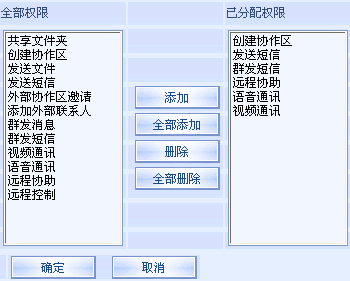 全部权限
共享文件夹
创建协作区
发送文件
发送短信
外部协作区邀请
添加外部联系人
群发消息
群发短信
视频通讯
语音通讯
远程协助
远程控制
添加
全部添加
删除
全部删除
已分配权限
创建协作区
发送短信
群发短信
远程协助
语音通讯
视频通讯
确定
取消